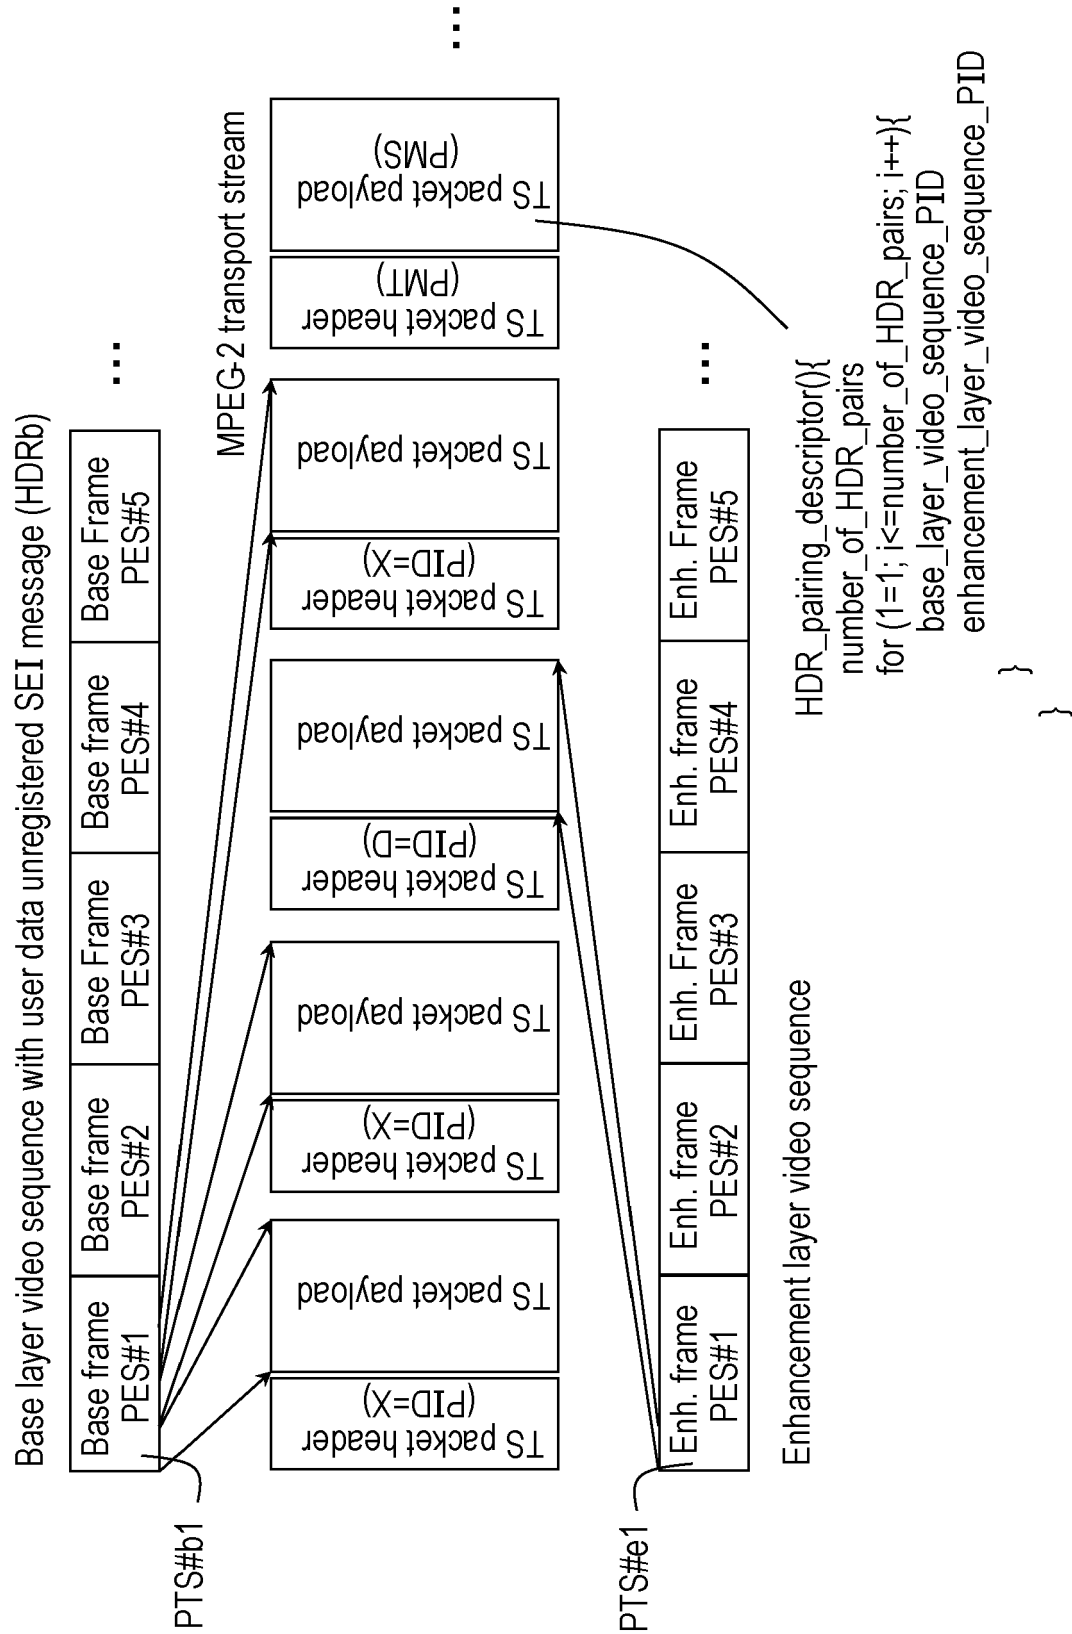 Base layer video sequence with user data unregistered SEI message (HDRb)
Base frame
PES#1
Base frame
PES#2
Base Frame
PES#3
Base frame
PES#4
Base Frame
PES#5
...
PTS#b1
MPEG-2 transport stream
TS packet header
(PID=X)
TS packet payload
TS packet header
(PID=X)
TS packet payload
TS packet header
(PID=D)
TS packet payload
TS packet header
(PID=X)
TS packet payload
TS packet header
(PMT)
TS packet payload
(PMS)
...
PTS#e1
Enh. frame
PES#1
Enh. frame
PES#2
Enh. Frame
PES#3
Enh. frame
PES#4
Enh. Frame
PES#5
...
Enhancement layer video sequence
HDR_pairing_descriptor(){
number_of_HDR_pairs
for (1=1; i<=number_of_HDR_pairs; i++){
base_layer_video_sequence_PID
enhancement_layer_video_sequence_PID
}
}